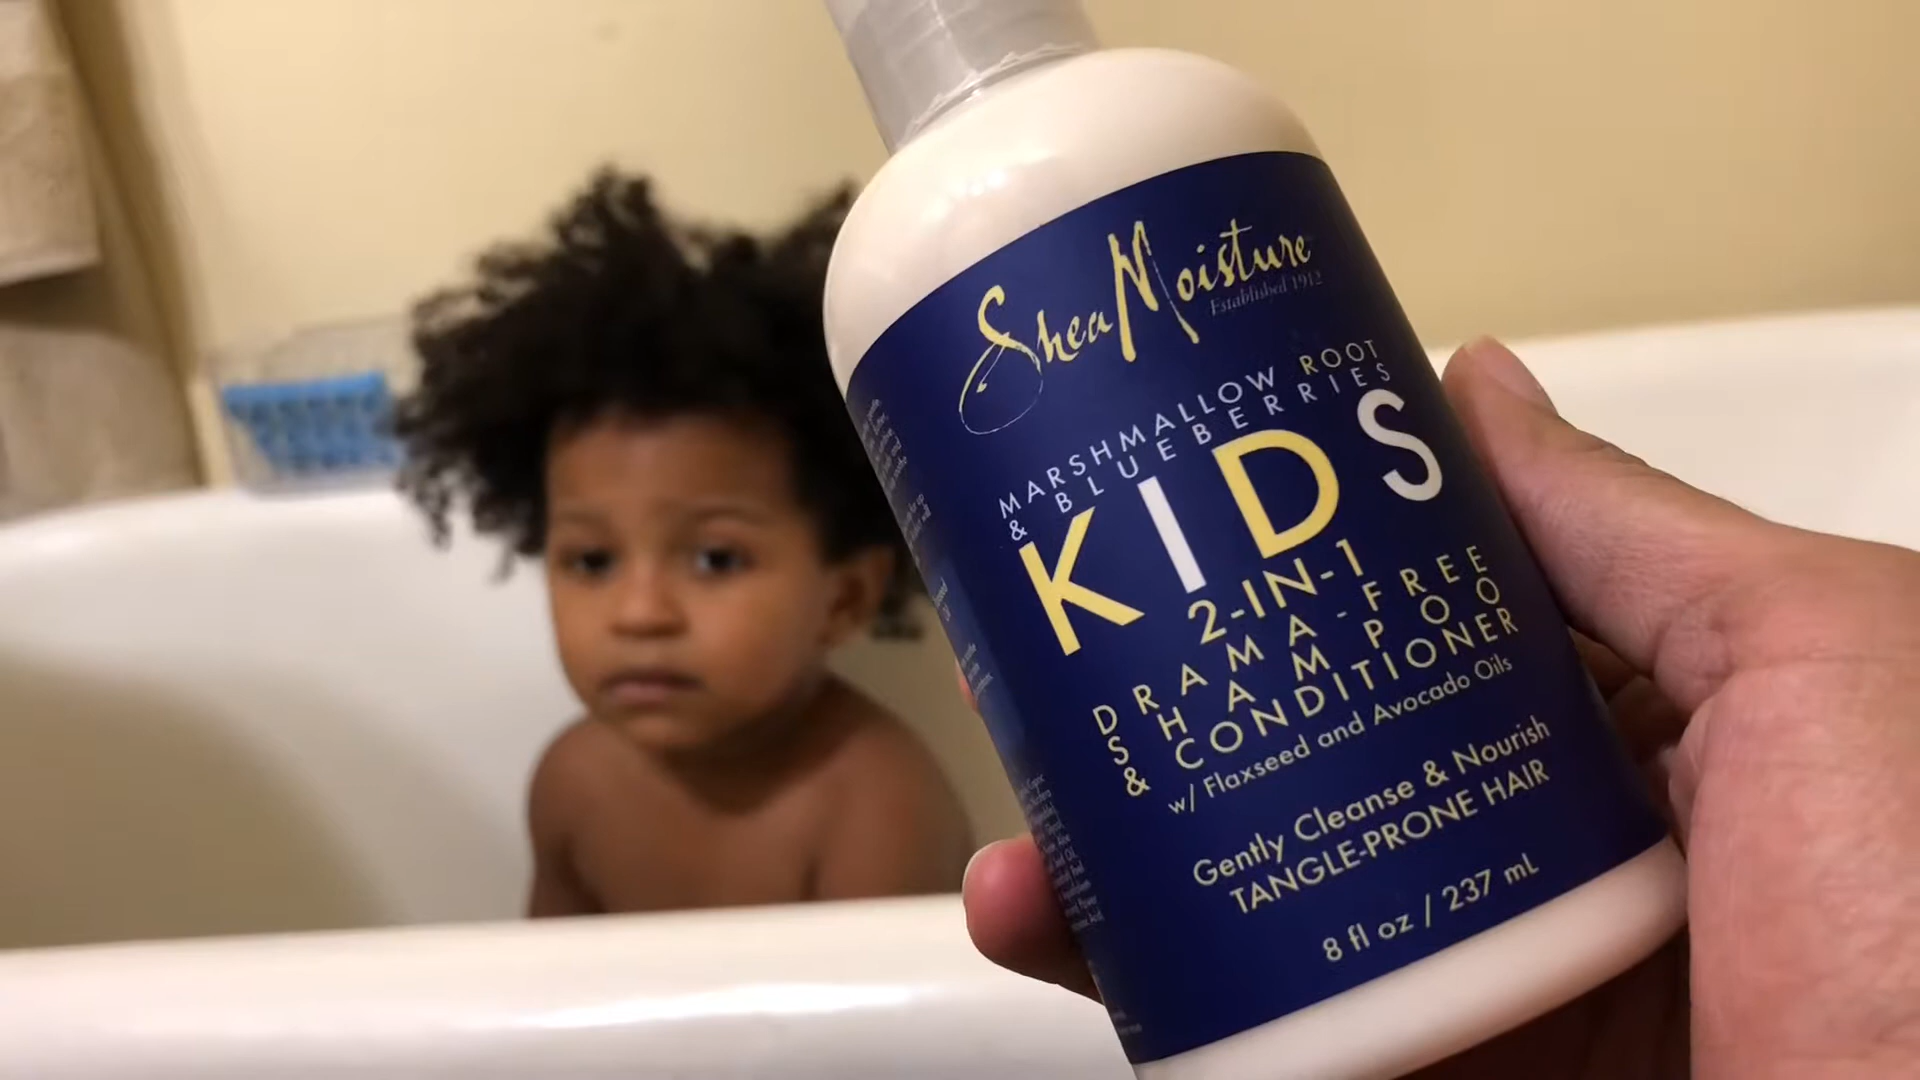 SheaMoisture
Established 1912
MARSHMALLOW ROOT
& BLUEBERRIES
KIDS
2-IN-1
DRAMA-FREE
SHAMPOO
& CONDITIONER
w/ Flaxseed and Avocado Oils
Gently Cleanse & Nourish
TANGLE-PRONE HAIR
8 fl oz / 237 mL